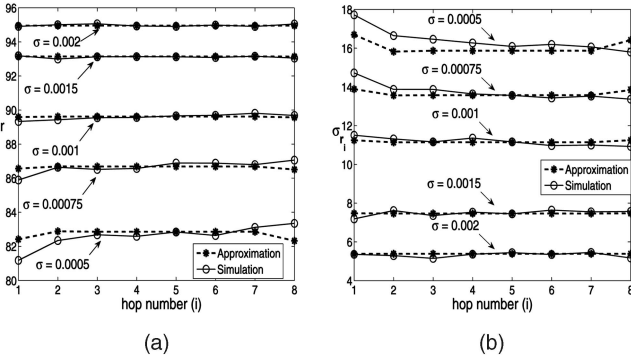 96
94
92
90
r
88
86
84
82
80
σ = 0.002
σ = 0.0015
σ = 0.001
σ = 0.00075
σ = 0.0005
Approximation
Simulation
1 2 3 4 5 6 7 8
hop number (i)
(a)
18
16
14
12
σ r i
10
8
6
4
σ = 0.0005
σ = 0.00075
σ = 0.001
Approximation
Simulation
σ = 0.0015
σ = 0.002
1 2 3 4 5 6 7 8
hop number (i)
(b)